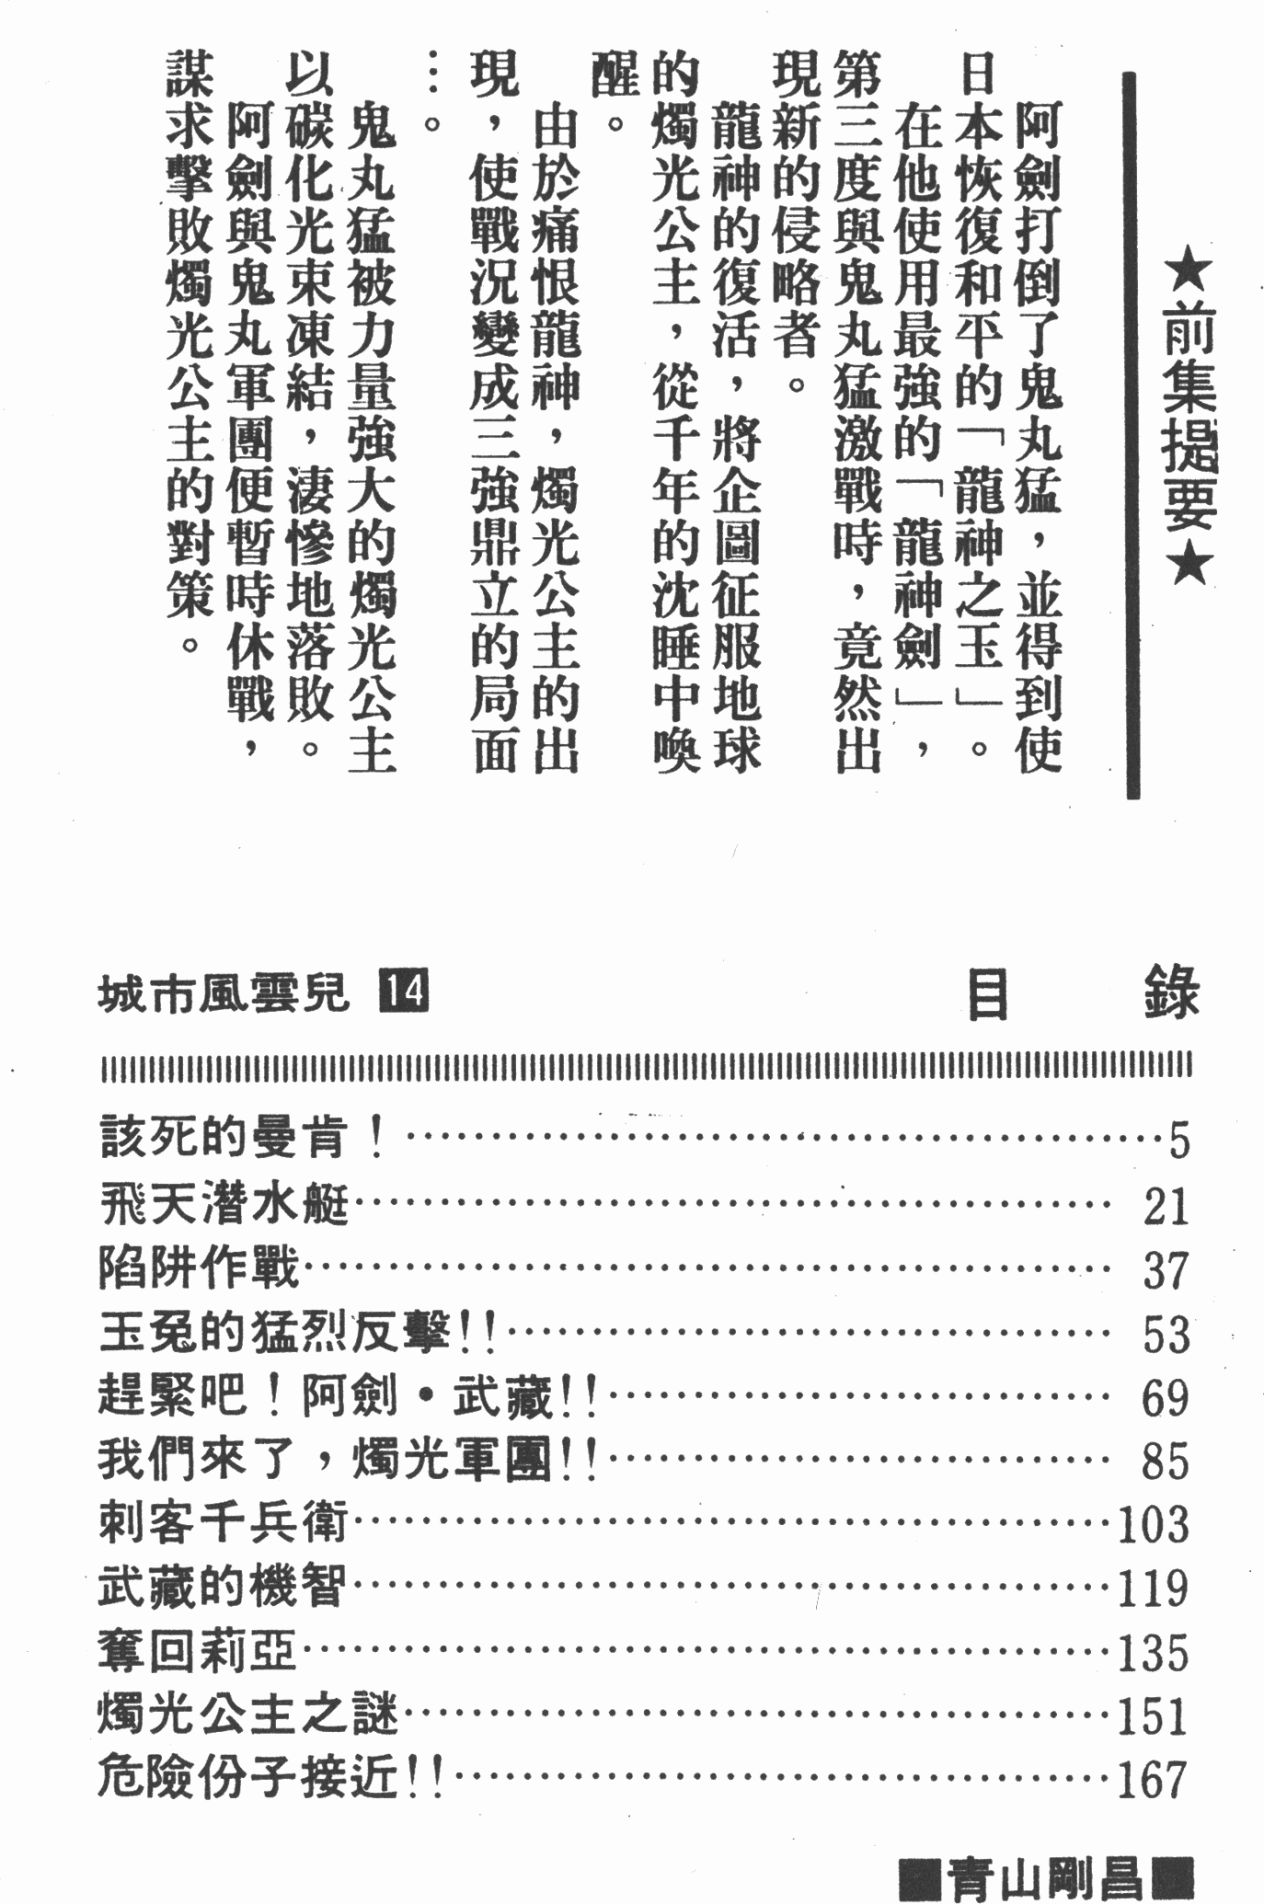 ★前集提要★
阿劍打倒了鬼丸猛，並得到使
日本恢復和平的「龍神之玉」。
在他使用最強的「龍神劍」，
第三度與鬼丸猛激戰時，竟然出
現新的侵略者。
龍神的復活，將企圖征服地球
的燭光公主，從千年的沈睡中喚
醒。
由於痛恨龍神，燭光公主的出
現，使戰況變成三強鼎立的局面
…。
鬼丸猛被力量強大的燭光公主
以碳化光束凍結，淒慘地落敗。
阿劍與鬼丸軍團便暫時休戰，
謀求擊敗燭光公主的對策。
城市風雲兒 14 目 錄
該死的曼肯！…………………………………………5
飛天潛水艇………………………………………… 21
陷阱作戰…………………………………………… 37
玉兔的猛烈反擊!!………………………………… 53
趕緊吧！阿劍・武藏!!…………………………… 69
我們來了，燭光軍團!!…………………………… 85
刺客千兵衛…………………………………………103
武藏的機智…………………………………………119
奪回莉亞……………………………………………135
燭光公主之謎………………………………………151
危險份子接近!!……………………………………167
■青山剛昌■